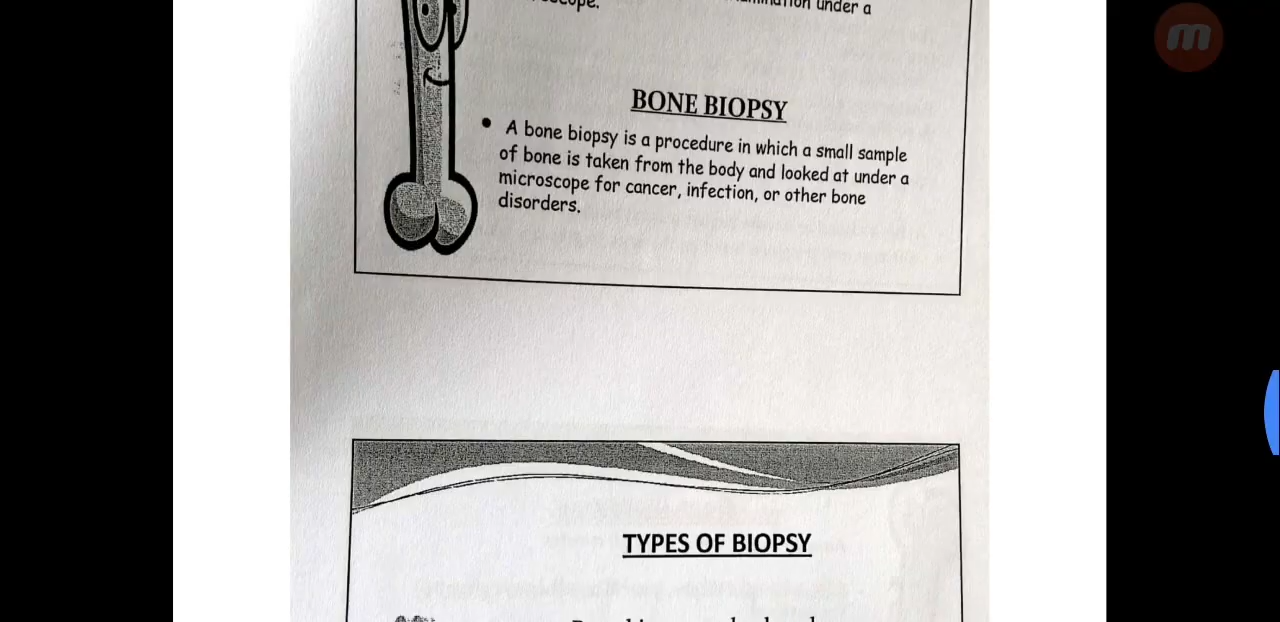 under a
BONE BIOPSY
• A bone biopsy is a procedure in which a small sample
of bone is taken from the body and looked at under a
microscope for cancer, infection, or other bone
disorders.
TYPES OF BIOPSY